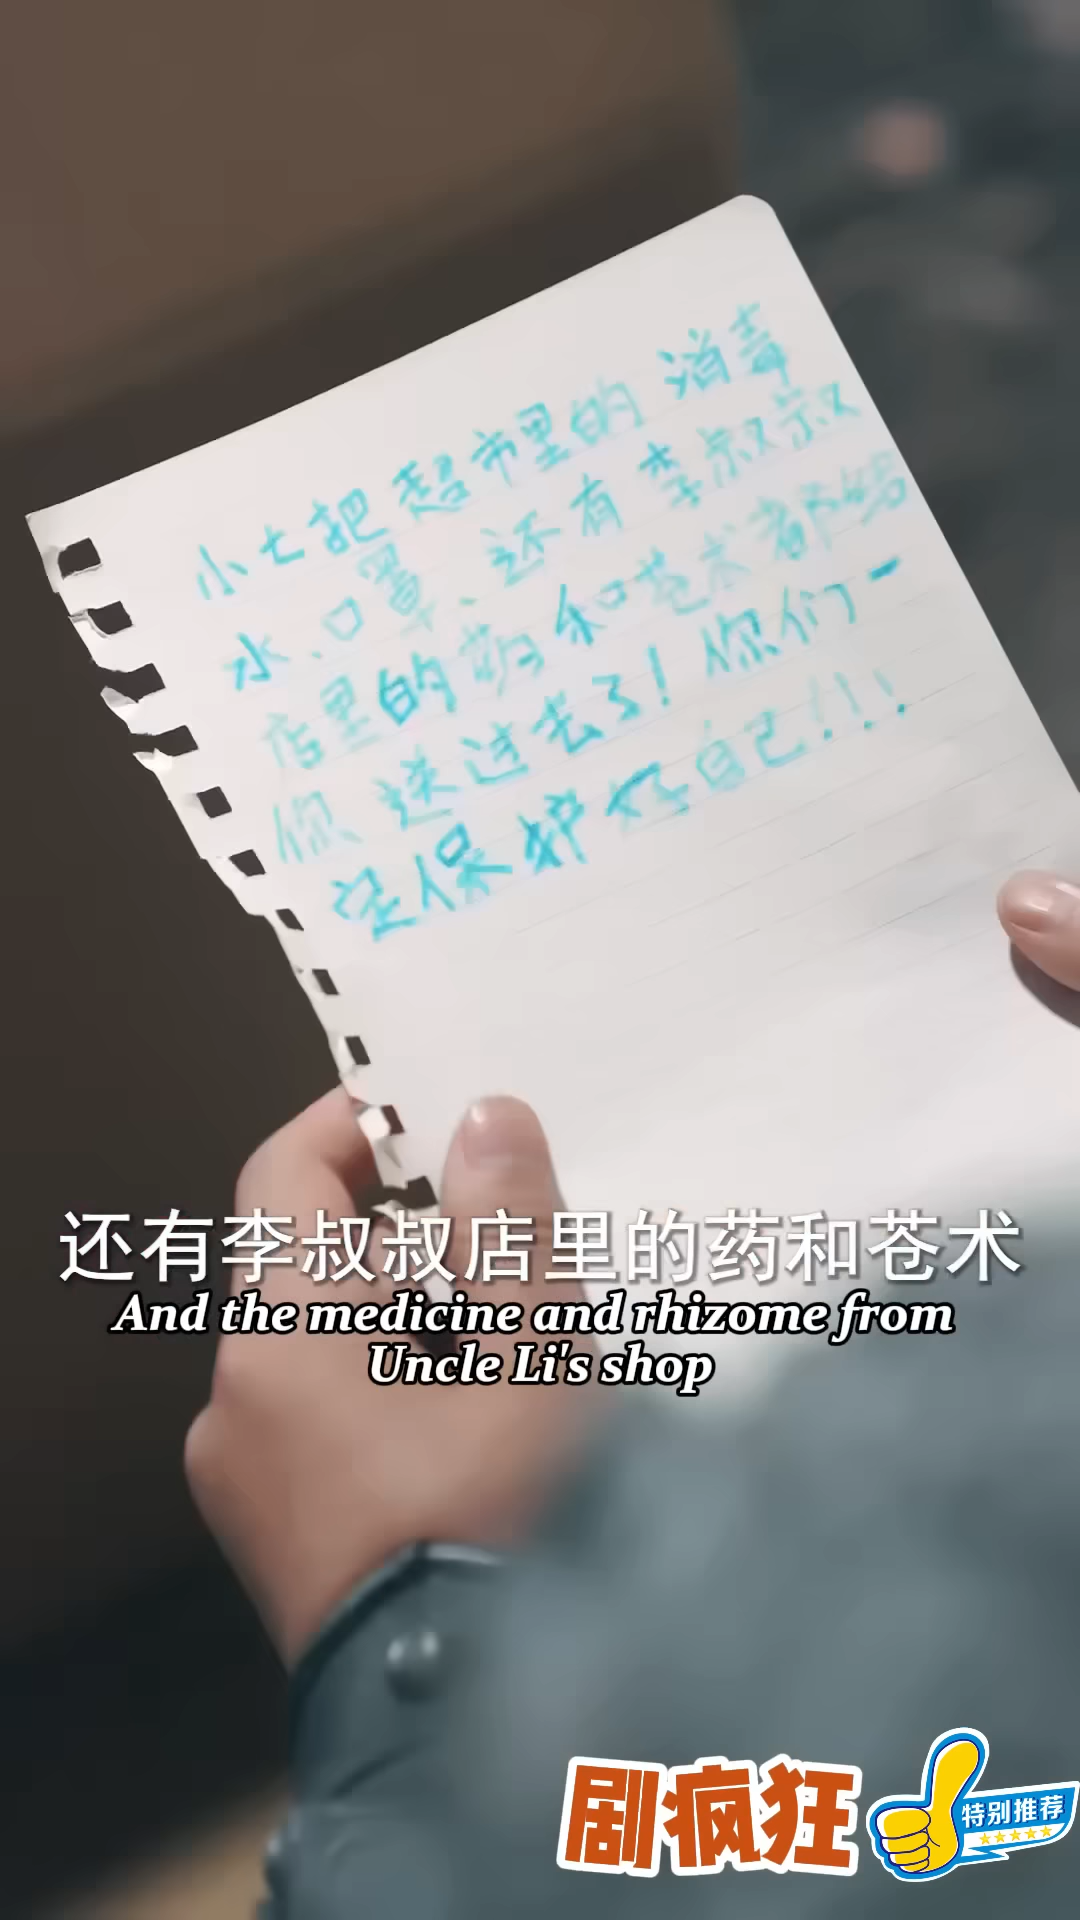 小七把超市里的消毒
水、口罩、还有李叔叔
店里的药和苍术都给
你送过去了！你们一
定保护好自己！！！
还有李叔叔店里的药和苍术
And the medicine and rhizome from
Uncle Li's shop
剧疯狂
特别推荐